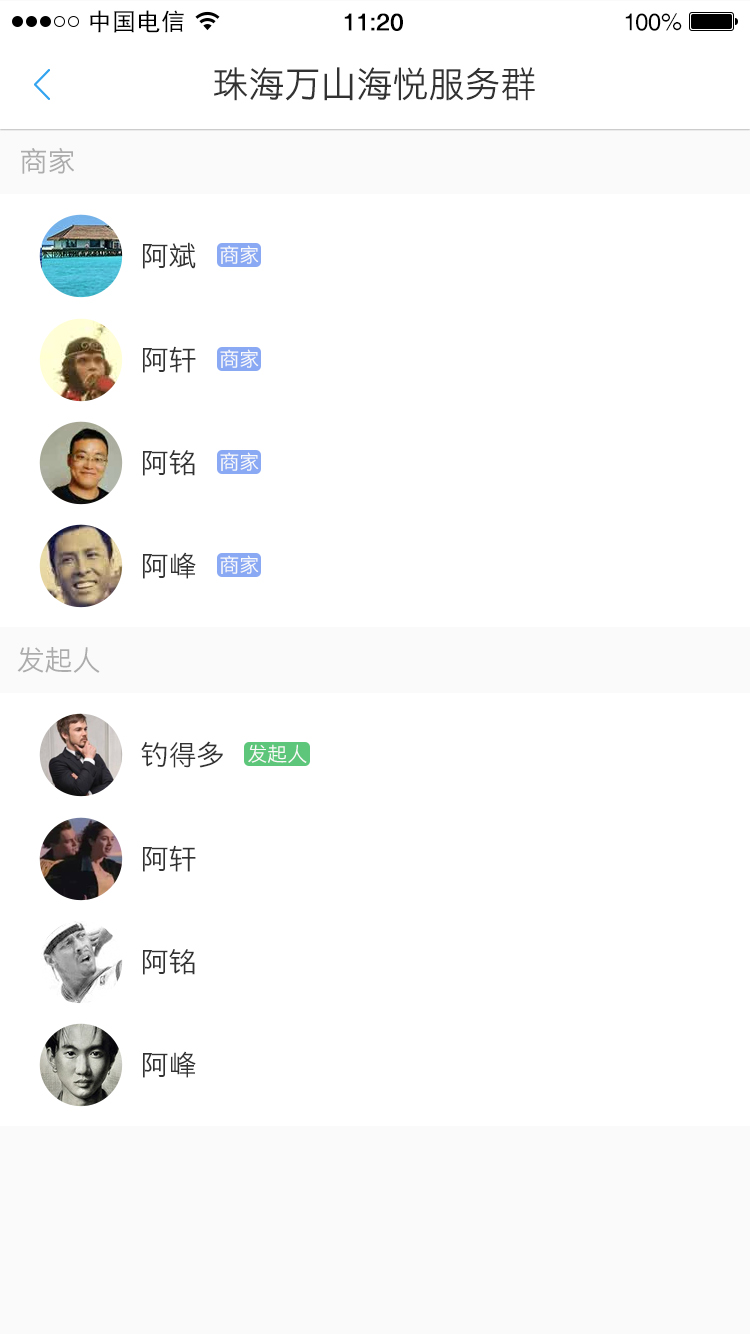 中国电信 11:20 100%
珠海万山海悦服务群
商家
阿斌 商家
阿轩 商家
阿铭 商家
阿峰 商家
发起人
钓得多 发起人
阿轩
阿铭
阿峰